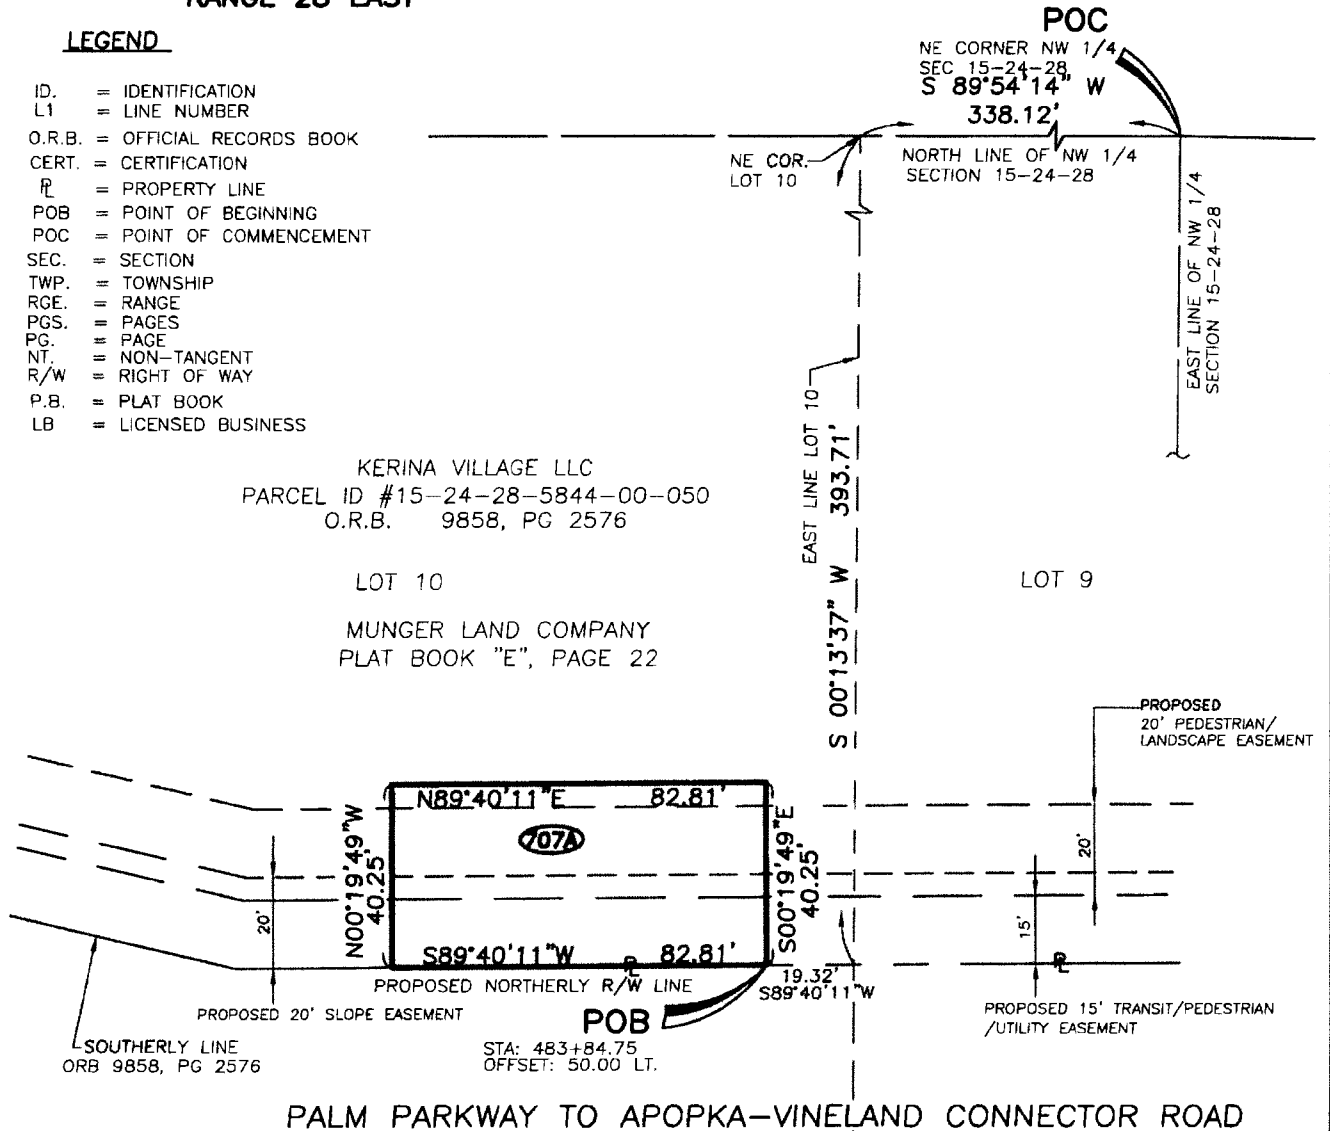 RANGE 28 EAST
LEGEND
ID. = IDENTIFICATION
L1 = LINE NUMBER
O.R.B. = OFFICIAL RECORDS BOOK
CERT. = CERTIFICATION
PL = PROPERTY LINE
POB = POINT OF BEGINNING
POC = POINT OF COMMENCEMENT
SEC. = SECTION
TWP. = TOWNSHIP
RGE. = RANGE
PGS. = PAGES
PG. = PAGE
NT. = NON-TANGENT
R/W = RIGHT OF WAY
P.B. = PLAT BOOK
LB = LICENSED BUSINESS
POC
NE CORNER NW 1/4
SEC 15-24-28
S 89°54'14" W
338.12'
NE COR.
LOT 10
NORTH LINE OF NW 1/4
SECTION 15-24-28
EAST LINE OF NW 1/4
SECTION 15-24-28
EAST LINE LOT 10
S 00°13'37" W 393.71'
KERINA VILLAGE LLC
PARCEL ID #15-24-28-5844-00-050
O.R.B. 9858, PG 2576
LOT 10
LOT 9
MUNGER LAND COMPANY
PLAT BOOK "E", PAGE 22
PROPOSED
20' PEDESTRIAN/
LANDSCAPE EASEMENT
N89°40'11"E 82.81'
707A
N00°19'49"W
40.25'
S00°19'49"E
40.25'
20'
20'
15'
S89°40'11"W 82.81'
PL
PL
19.32'
S89°40'11"W
PROPOSED NORTHERLY R/W LINE
PROPOSED 20' SLOPE EASEMENT
POB
STA: 483+84.75
OFFSET: 50.00 LT.
PROPOSED 15' TRANSIT/PEDESTRIAN
/UTILITY EASEMENT
SOUTHERLY LINE
ORB 9858, PG 2576
PALM PARKWAY TO APOPKA-VINELAND CONNECTOR ROAD